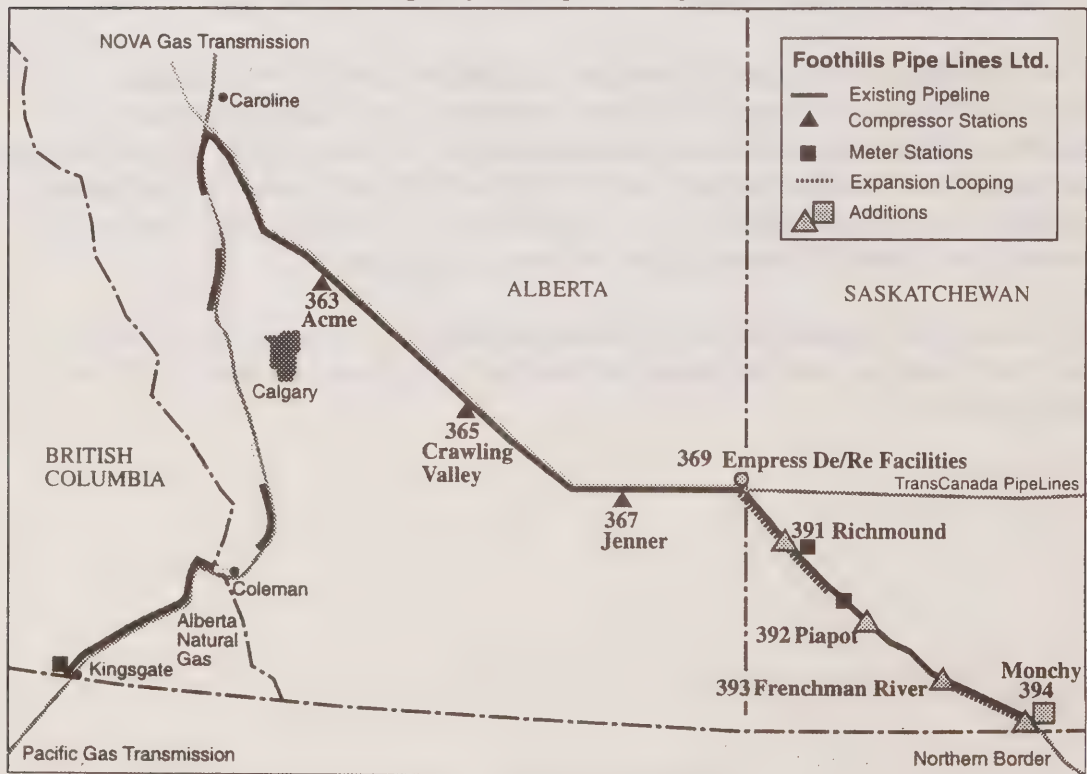 NOVA Gas Transmission
Caroline
Foothills Pipe Lines Ltd.
Existing Pipeline
Compressor Stations
Meter Stations
Expansion Looping
Additions
363
Acme
ALBERTA
SASKATCHEWAN
Calgary
365
Crawling
Valley
BRITISH
COLUMBIA
369 Empress De/Re Facilities
TransCanada PipeLines
367
Jenner
391 Richmound
Coleman
Alberta
Natural
Gas
392 Piapot
Kingsgate
393 Frenchman River
Monchy
394
Pacific Gas Transmission
Northern Border